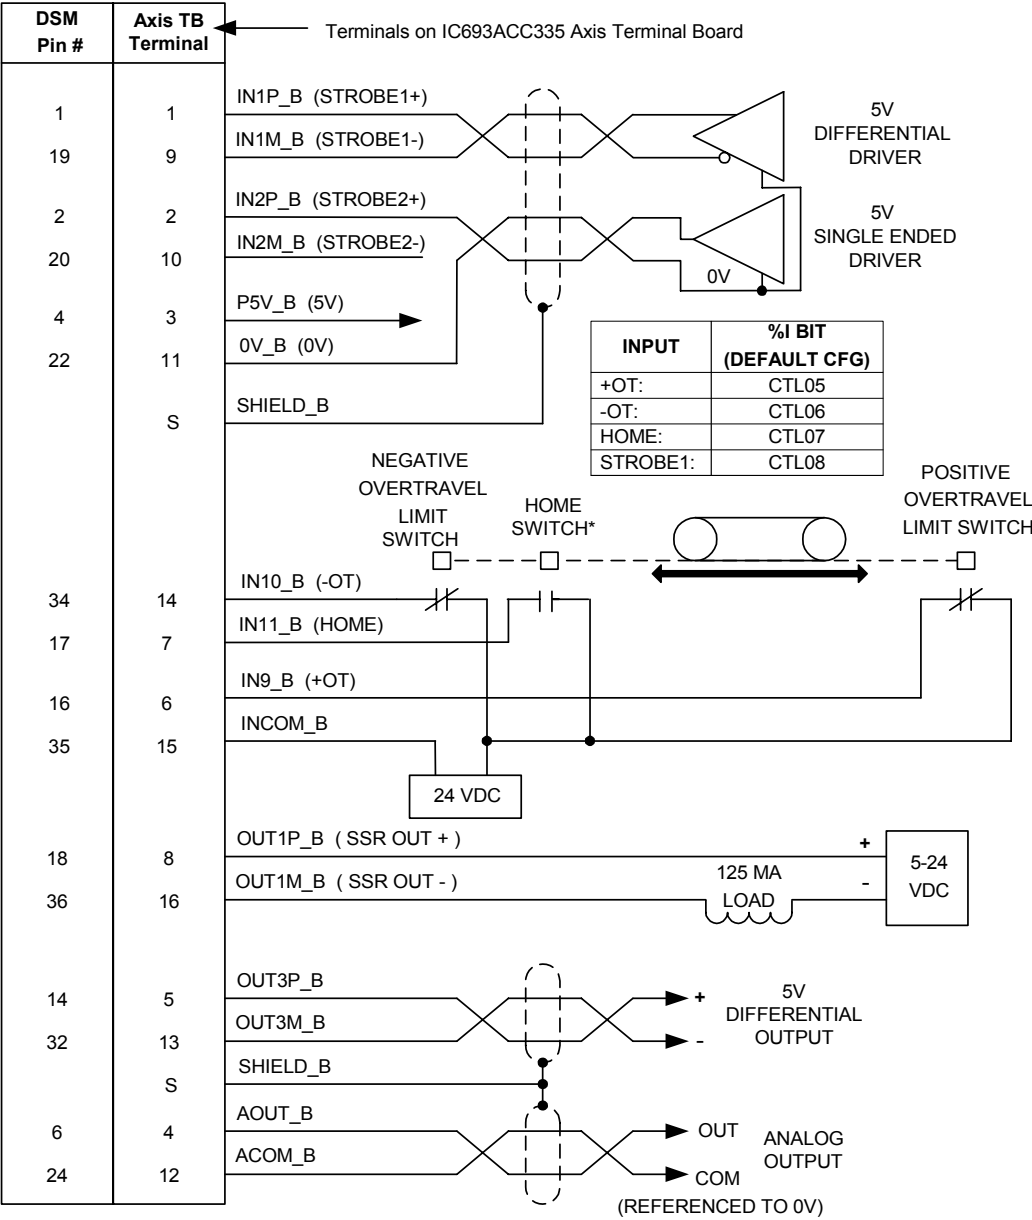 DSM
Pin #
Axis TB
Terminal
Terminals on IC693ACC335 Axis Terminal Board
1 1 IN1P_B (STROBE1+)
19 9 IN1M_B (STROBE1-)
5V
DIFFERENTIAL
DRIVER
2 2 IN2P_B (STROBE2+)
20 10 IN2M_B (STROBE2-)
5V
SINGLE ENDED
DRIVER
0V
4 3 P5V_B (5V)
22 11 0V_B (0V)
S SHIELD_B
INPUT %I BIT
(DEFAULT CFG)
+OT: CTL05
-OT: CTL06
HOME: CTL07
STROBE1: CTL08
NEGATIVE
OVERTRAVEL
LIMIT
SWITCH
HOME
SWITCH*
POSITIVE
OVERTRAVEL
LIMIT SWITCH
34 14 IN10_B (-OT)
17 7 IN11_B (HOME)
16 6 IN9_B (+OT)
35 15 INCOM_B
24 VDC
18 8 OUT1P_B ( SSR OUT + )
+
36 16 OUT1M_B ( SSR OUT - )
125 MA
LOAD
-
5-24
VDC
14 5 OUT3P_B
+
32 13 OUT3M_B
-
5V
DIFFERENTIAL
OUTPUT
S SHIELD_B
6 4 AOUT_B
OUT
24 12 ACOM_B
COM
ANALOG
OUTPUT
(REFERENCED TO 0V)